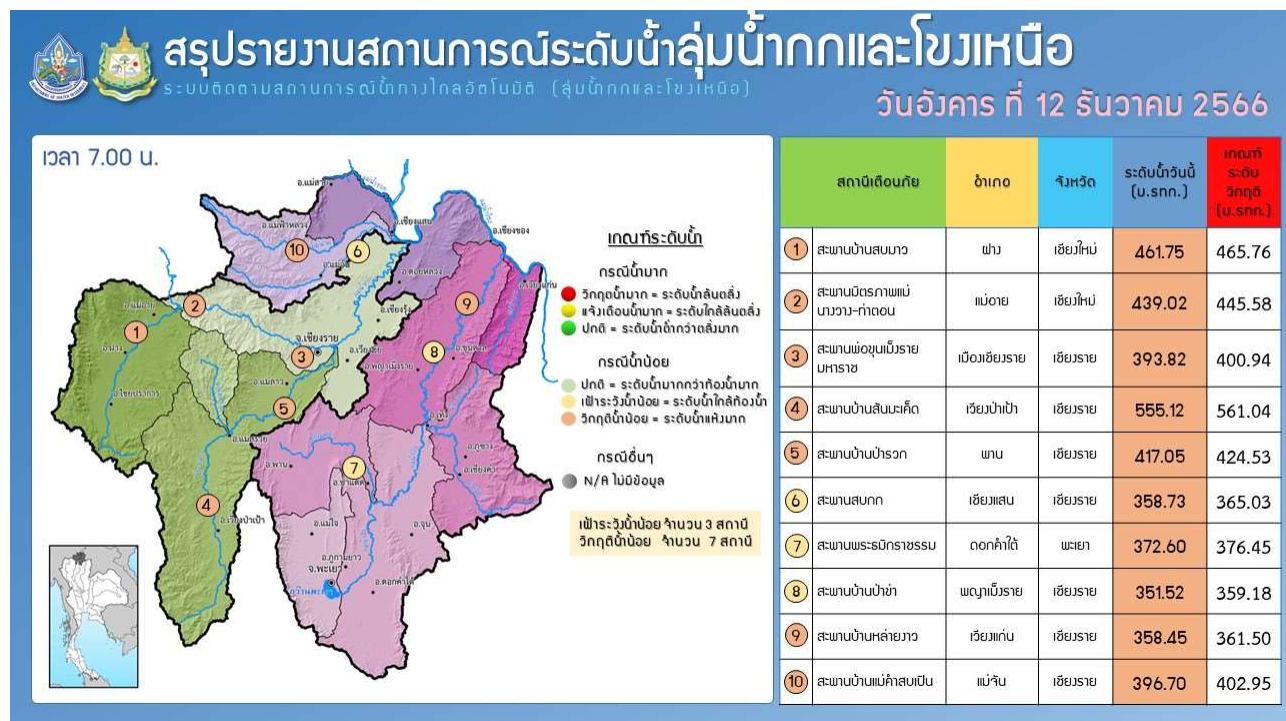 สรุปรายงานสถานการณ์ระดับน้ำลุ่มน้ำกกและโขงเหนือ
ระบบติดตามสถานการณ์น้ำทางไกลอัตโนมัติ (ลุ่มน้ำกกและโขงเหนือ)
วันอังคาร ที่ 12 ธันวาคม 2566
เวลา 7.00 น.
อ.แม่สาย
อ.แม่ฟ้าหลวง
อ.เชียงแสน
อ.เชียงของ
10
6
อ.แม่จัน
อ.ดอยหลวง
อ.เวียงแก่น
อ.แม่อาย
2
9
1
อ.เชียงรุ้ง
จ.เชียงราย
อ.ฝาง
3
8
อ.ขุนตาล
อ.พญาเม็งราย
อ.ไชยปราการ
อ.แม่ลาว
5
อ.เทิง
อ.แม่สรวย
อ.ภูซาง
อ.พาน
7
อ.เชียงคำ
อ.ป่าแดด
4
อ.เวียงป่าเป้า
อ.แม่ใจ
อ.จุน
อ.ภูกามยาว
จ.พะเยา
อ.ดอกคำใต้
กว๊านพะเยา
เกณฑ์ระดับน้ำ
กรณีน้ำมาก
วิกฤตน้ำมาก = ระดับน้ำล้นตลิ่ง
แจ้งเตือนน้ำมาก = ระดับใกล้ล้นตลิ่ง
ปกติ = ระดับน้ำต่ำกว่าตลิ่งมาก
กรณีน้ำน้อย
ปกติ = ระดับน้ำมากกว่าท้องน้ำมาก
เฝ้าระวังน้ำน้อย = ระดับน้ำใกล้ท้องน้ำ
วิกฤตน้ำน้อย = ระดับน้ำแห้งมาก
กรณีอื่นๆ
N/A ไม่มีข้อมูล
เฝ้าระวังน้ำน้อย จำนวน 3 สถานี
วิกฤติน้ำน้อย จำนวน 7 สถานี
สถานีเตือนภัย อำเภอ จังหวัด ระดับน้ำวันนี้ (ม.รทก.) เกณฑ์ระดับวิกฤติ (ม.รทก.)
1 สะพานบ้านสบมาว ฝาง เชียงใหม่ 461.75 465.76
2 สะพานมิตรภาพแม่นางวาง-ท่าตอน แม่อาย เชียงใหม่ 439.02 445.58
3 สะพานพ่อขุนเม็งรายมหาราช เมืองเชียงราย เชียงราย 393.82 400.94
4 สะพานบ้านสันมะเค็ด เวียงป่าเป้า เชียงราย 555.12 561.04
5 สะพานบ้านป่ารวก พาน เชียงราย 417.05 424.53
6 สะพานสบกก เชียงแสน เชียงราย 358.73 365.03
7 สะพานพระธมิกราชธรรม ดอกคำใต้ พะเยา 372.60 376.45
8 สะพานบ้านป่าข่า พญาเม็งราย เชียงราย 351.52 359.18
9 สะพานบ้านหล่ายงาว เวียงแก่น เชียงราย 358.45 361.50
10 สะพานบ้านแม่คำสบเปิน แม่จัน เชียงราย 396.70 402.95